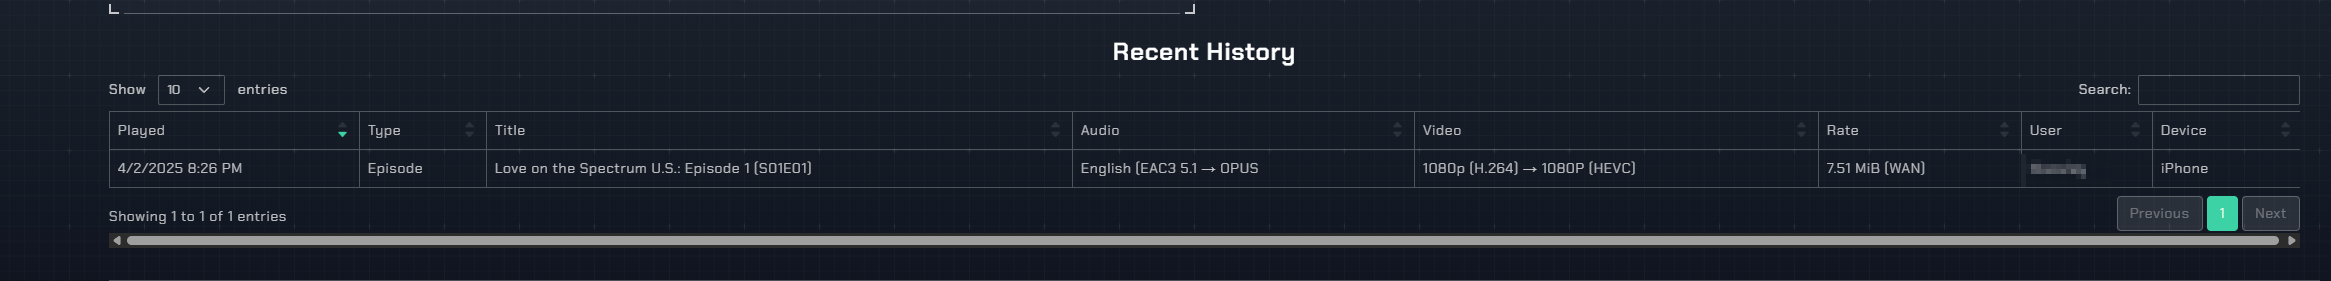 Recent History
Show 10 entries Search:
Played Type Title Audio Video Rate User Device
4/2/2025 8:26 PM Episode Love on the Spectrum U.S.: Episode 1 (S01E01) English (EAC3 5.1 → OPUS 1080p (H.264) → 1080P (HEVC) 7.51 MiB (WAN) iPhone
Showing 1 to 1 of 1 entries Previous 1 Next